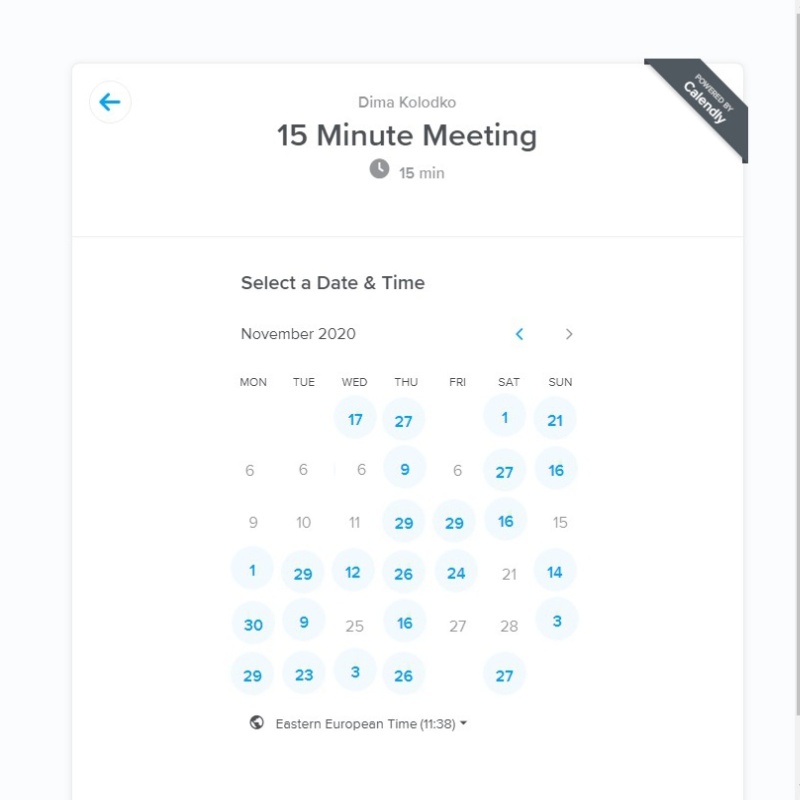 POWERED BY
Calendly
Dima Kolodko
15 Minute Meeting
15 min
Select a Date & Time
November 2020
MON TUE WED THU FRI SAT SUN
17 27 1 21
6 6 6 9 6 27 16
9 10 11 29 29 16 15
1 29 12 26 24 21 14
30 9 25 16 27 28 3
29 23 3 26 27
Eastern European Time (11:38)